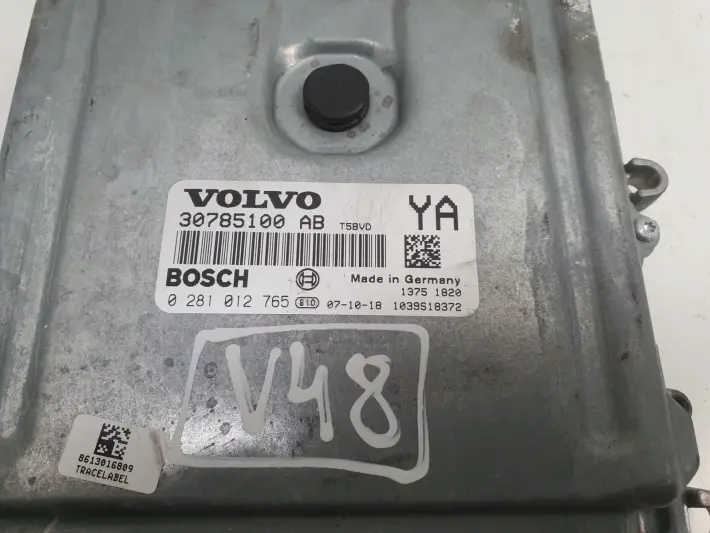 VOLVO
30785100 AB T5BVD
YA
BOSCH
Made in Germany
1375 1820
0 281 012 765 610 07-10-18 1039S18372
V48
8613016809
TRACELABEL